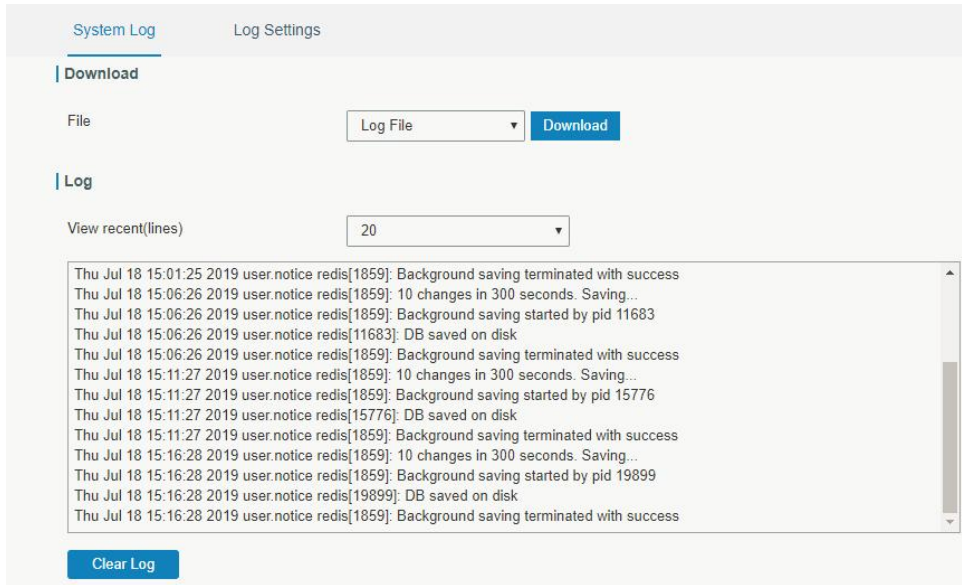 System Log Log Settings
Download
File Log File Download
Log
View recent(lines) 20
Thu Jul 18 15:01:25 2019 user.notice redis[1859]: Background saving terminated with success
Thu Jul 18 15:06:26 2019 user.notice redis[1859]: 10 changes in 300 seconds. Saving...
Thu Jul 18 15:06:26 2019 user.notice redis[1859]: Background saving started by pid 11683
Thu Jul 18 15:06:26 2019 user.notice redis[11683]: DB saved on disk
Thu Jul 18 15:06:26 2019 user.notice redis[1859]: Background saving terminated with success
Thu Jul 18 15:11:27 2019 user.notice redis[1859]: 10 changes in 300 seconds. Saving...
Thu Jul 18 15:11:27 2019 user.notice redis[1859]: Background saving started by pid 15776
Thu Jul 18 15:11:27 2019 user.notice redis[15776]: DB saved on disk
Thu Jul 18 15:11:27 2019 user.notice redis[1859]: Background saving terminated with success
Thu Jul 18 15:16:28 2019 user.notice redis[1859]: 10 changes in 300 seconds. Saving...
Thu Jul 18 15:16:28 2019 user.notice redis[1859]: Background saving started by pid 19899
Thu Jul 18 15:16:28 2019 user.notice redis[19899]: DB saved on disk
Thu Jul 18 15:16:28 2019 user.notice redis[1859]: Background saving terminated with success
Clear Log